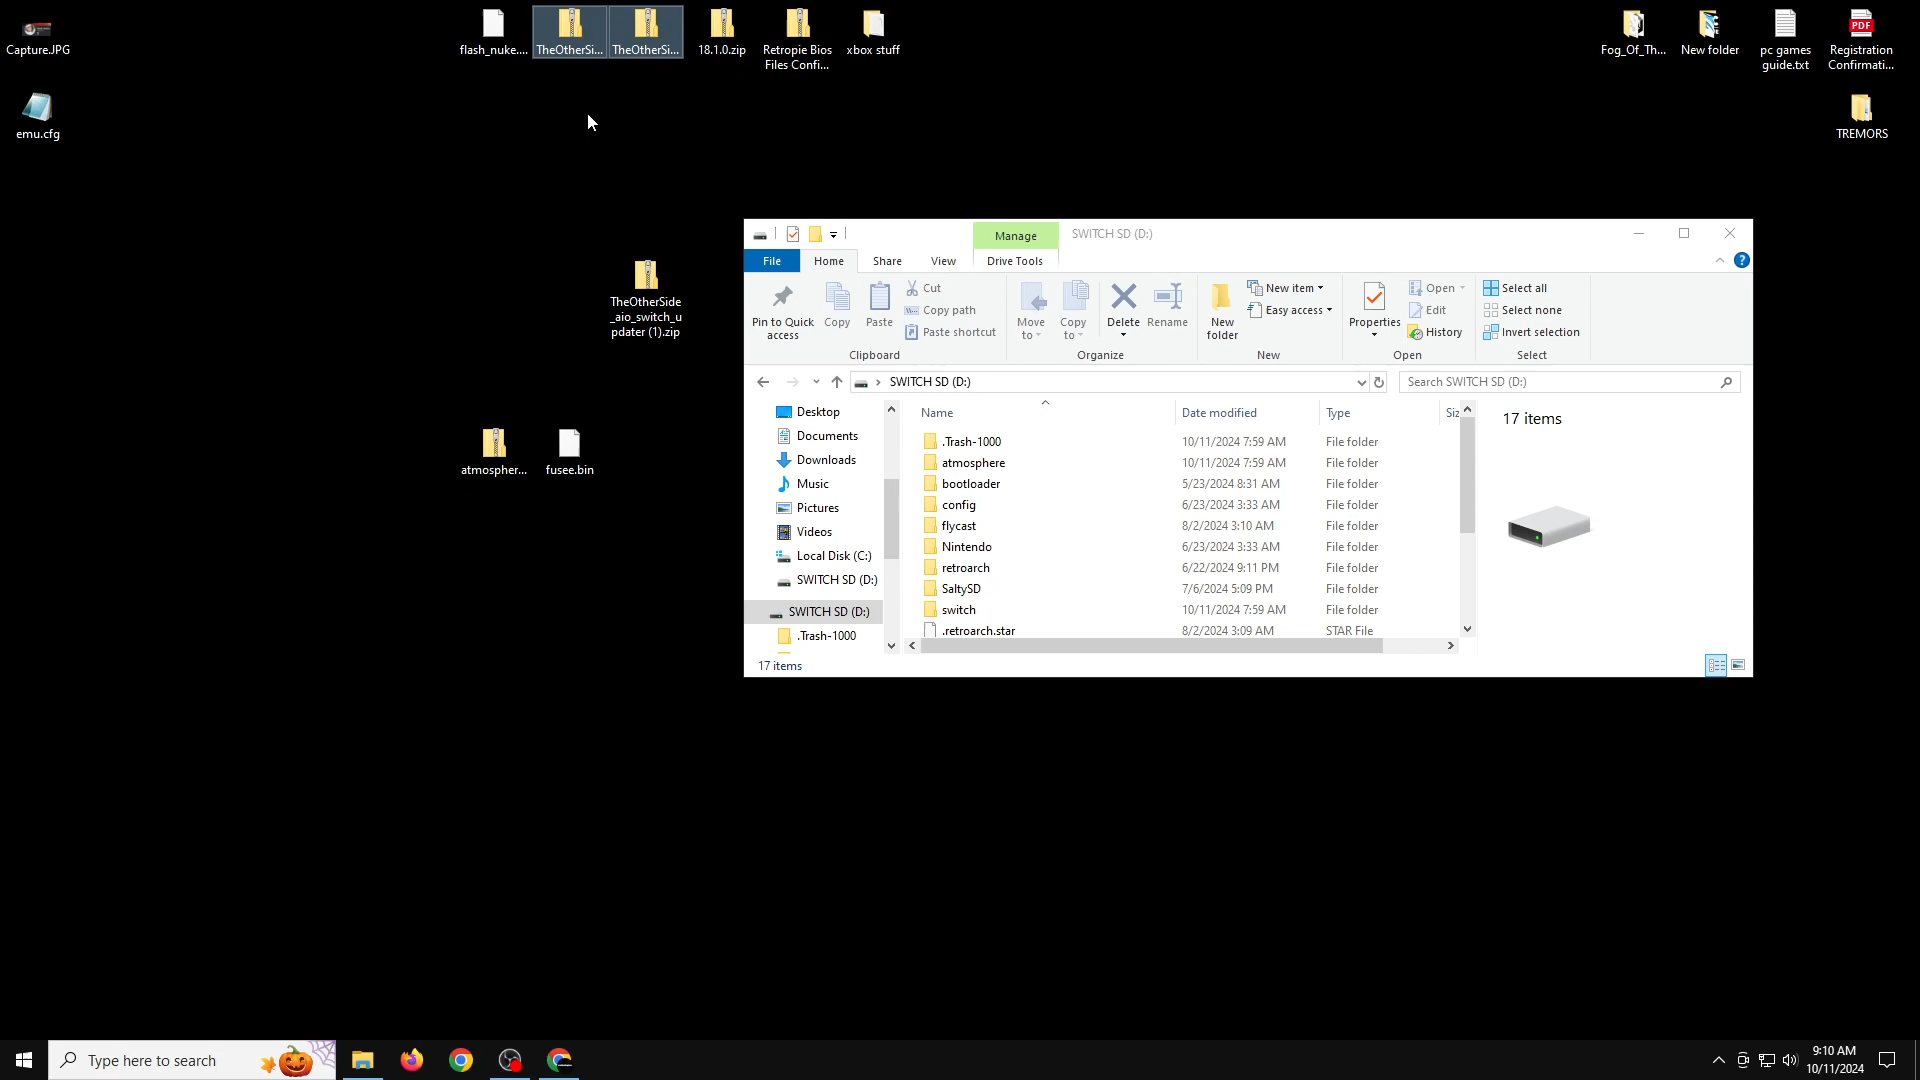 Capture.JPG
emu.cfg
flash_nuke....
TheOtherSi...
TheOtherSi...
18.1.0.zip
Retropie Bios
Files Confi...
xbox stuff
Fog_Of_Th...
New folder
pc games
guide.txt
PDF
Registration
Confirmati...
TREMORS
TheOtherSide
_aio_switch_u
pdater (1).zip
atmospher...
fusee.bin
Manage
SWITCH SD (D:)
File
Home
Share
View
Drive Tools
Pin to Quick
access
Copy
Paste
Cut
Copy path
Paste shortcut
Clipboard
Move
to
Copy
to
Delete
Rename
Organize
New
folder
New item
Easy access
New
Properties
Open
Edit
History
Open
Select all
Select none
Invert selection
Select
SWITCH SD (D:)
Search SWITCH SD (D:)
Desktop
Documents
Downloads
Music
Pictures
Videos
Local Disk (C:)
SWITCH SD (D:)
SWITCH SD (D:)
.Trash-1000
Name Date modified Type Siz
.Trash-1000 10/11/2024 7:59 AM File folder
atmosphere 10/11/2024 7:59 AM File folder
bootloader 5/23/2024 8:31 AM File folder
config 6/23/2024 3:33 AM File folder
flycast 8/2/2024 3:10 AM File folder
Nintendo 6/23/2024 3:33 AM File folder
retroarch 6/22/2024 9:11 PM File folder
SaltySD 7/6/2024 5:09 PM File folder
switch 10/11/2024 7:59 AM File folder
.retroarch.star 8/2/2024 3:09 AM STAR File
17 items
17 items
Type here to search
9:10 AM
10/11/2024